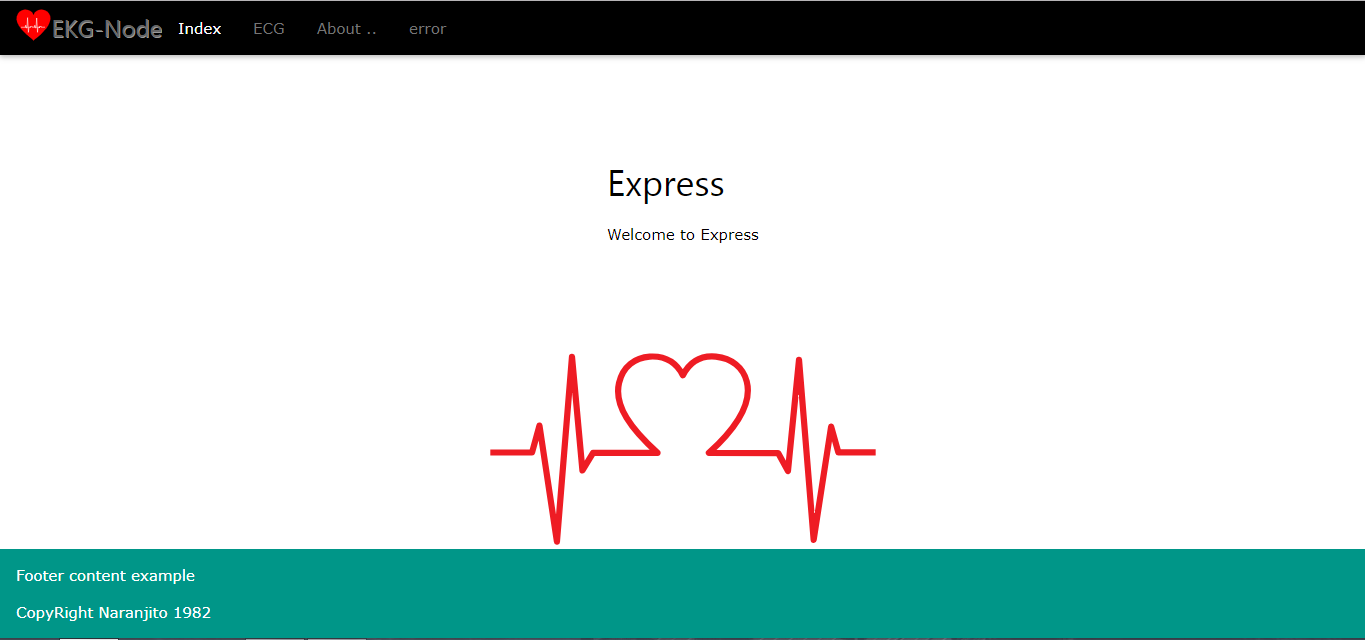 EKG-Node Index ECG About .. error
Express
Welcome to Express
Footer content example
CopyRight Naranjito 1982